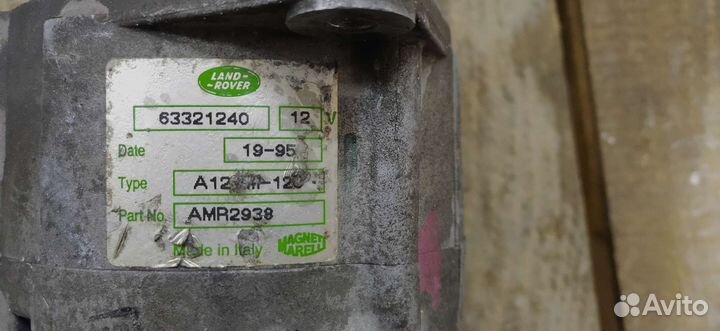 LAND-
-ROVER
63321240 12 V
Date 19-95
Type
Part No. AMR2938
Made in Italy
MAGNETI
MARELLI
Avito